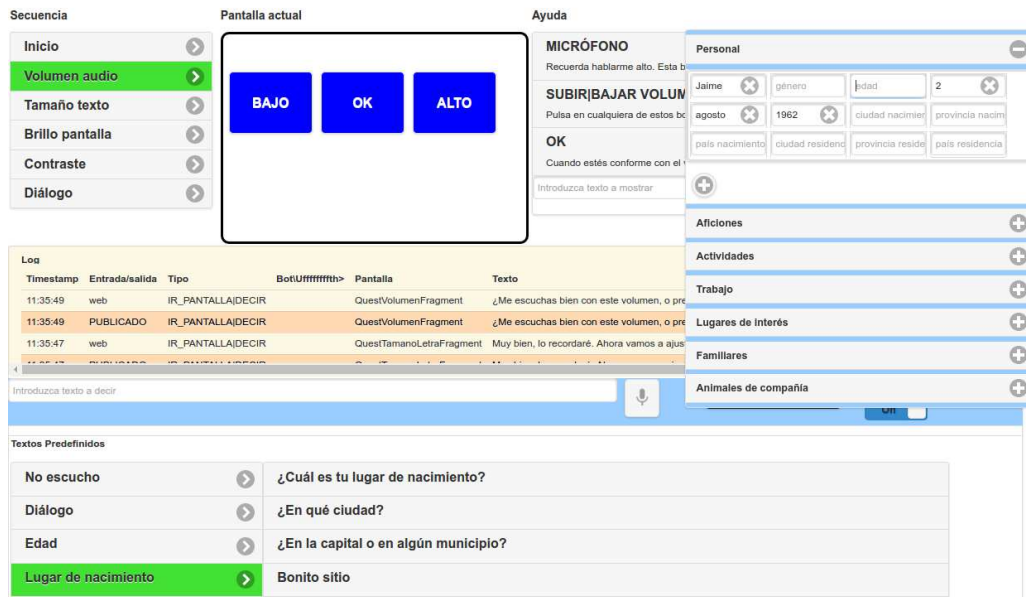 Secuencia
Inicio
Volumen audio
Tamaño texto
Brillo pantalla
Contraste
Diálogo
Pantalla actual
BAJO OK ALTO
Ayuda
MICRÓFONO
Recuerda hablarme alto. Esta b
SUBIR|BAJAR VOLUM
Pulsa en cualquiera de estos bo
OK
Cuando estés conforme con el
Introduzca texto a mostrar
Personal
Jaime género edad 2
agosto 1962 ciudad nacimier provincia nacim
país nacimiento ciudad residenc provincia reside país residencia
Aficiones
Actividades
Trabajo
Lugares de interés
Familiares
Animales de compañía
Log
Timestamp Entrada/salida Tipo Bot\Ufffffffth> Pantalla Texto
11:35:49 web IR_PANTALLA|DECIR QuestVolumenFragment ¿Me escuchas bien con este volumen, o pre
11:35:49 PUBLICADO IR_PANTALLA|DECIR QuestVolumenFragment ¿Me escuchas bien con este volumen, o pre
11:35:47 web IR_PANTALLA|DECIR QuestTamanoLetraFragment Muy bien, lo recordaré. Ahora vamos a ajus
Introduzca texto a decir
On
Textos Predefinidos
No escucho
Diálogo
Edad
Lugar de nacimiento
¿Cuál es tu lugar de nacimiento?
¿En qué ciudad?
¿En la capital o en algún municipio?
Bonito sitio